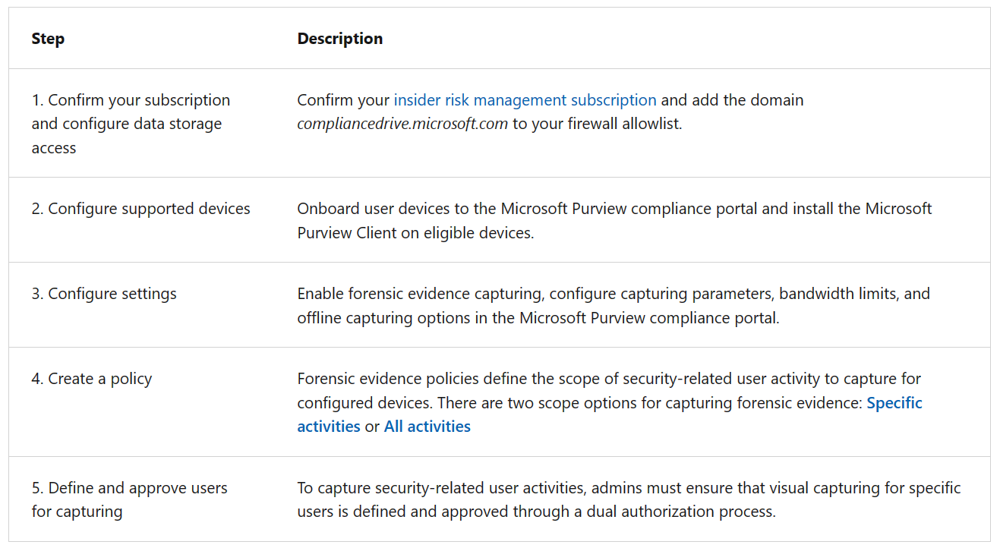 Step
Description
1. Confirm your subscription
and configure data storage
access
Confirm your insider risk management subscription and add the domain
compliancedrive.microsoft.com to your firewall allowlist.
2. Configure supported devices
Onboard user devices to the Microsoft Purview compliance portal and install the Microsoft
Purview Client on eligible devices.
3. Configure settings
Enable forensic evidence capturing, configure capturing parameters, bandwidth limits, and
offline capturing options in the Microsoft Purview compliance portal.
4. Create a policy
Forensic evidence policies define the scope of security-related user activity to capture for
configured devices. There are two scope options for capturing forensic evidence: Specific
activities or All activities
5. Define and approve users
for capturing
To capture security-related user activities, admins must ensure that visual capturing for specific
users is defined and approved through a dual authorization process.